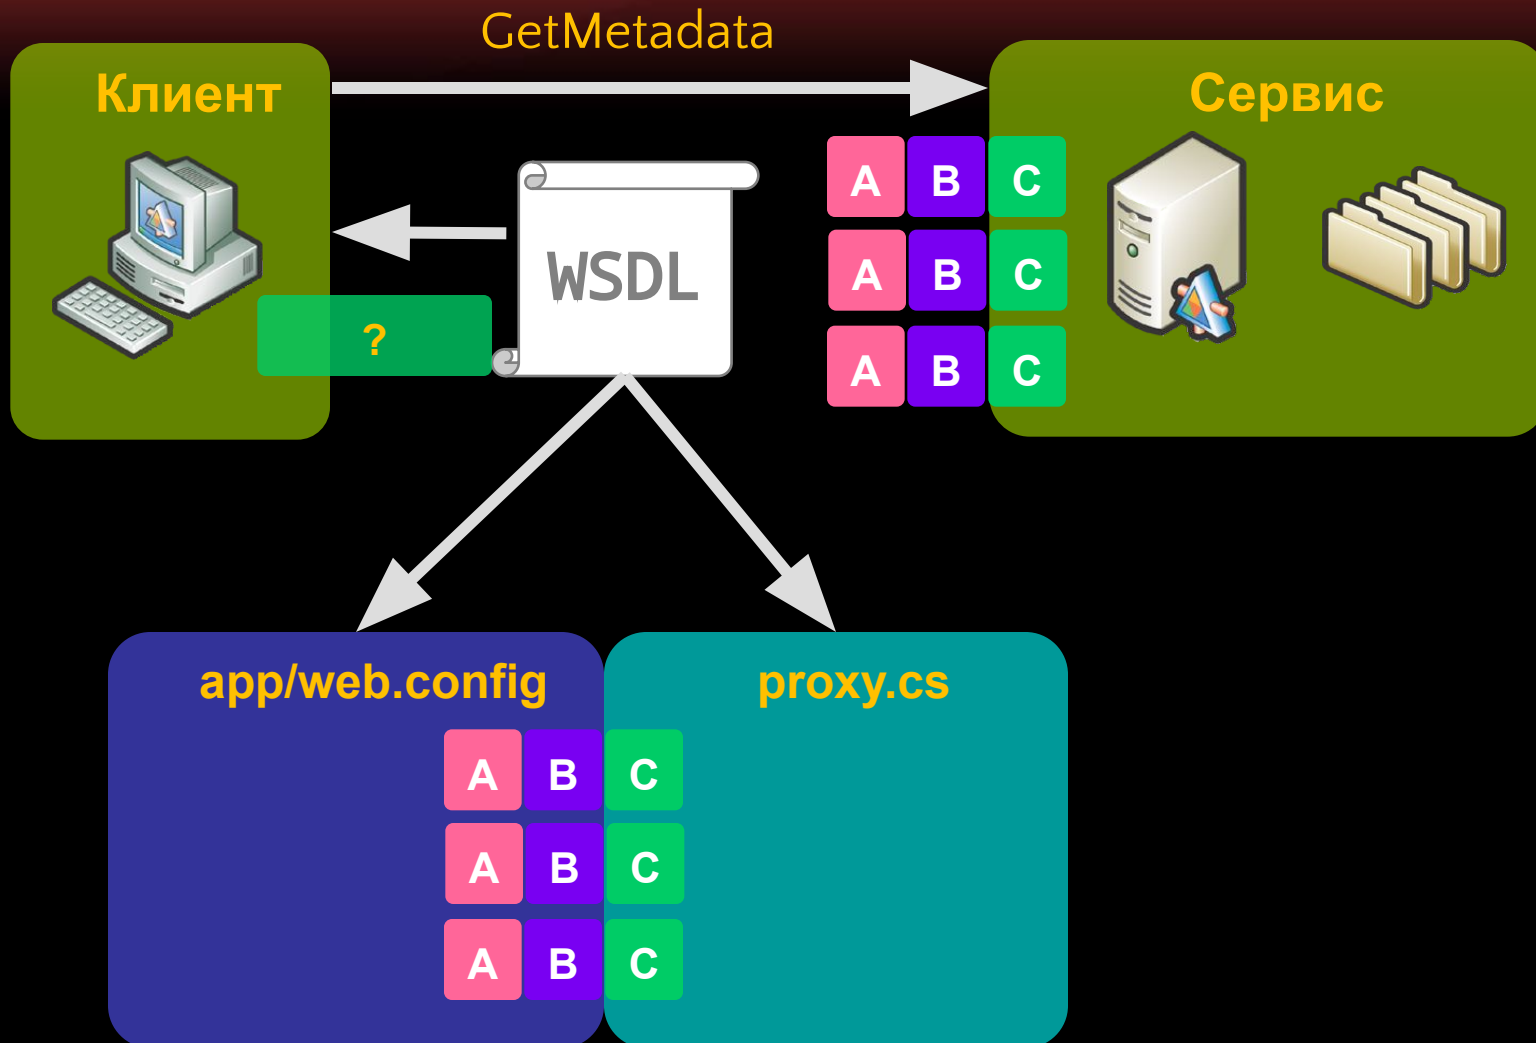 GetMetadata
Клиент
Сервис
A B C
A B C
A B C
WSDL
?
app/web.config
proxy.cs
A B C
A B C
A B C